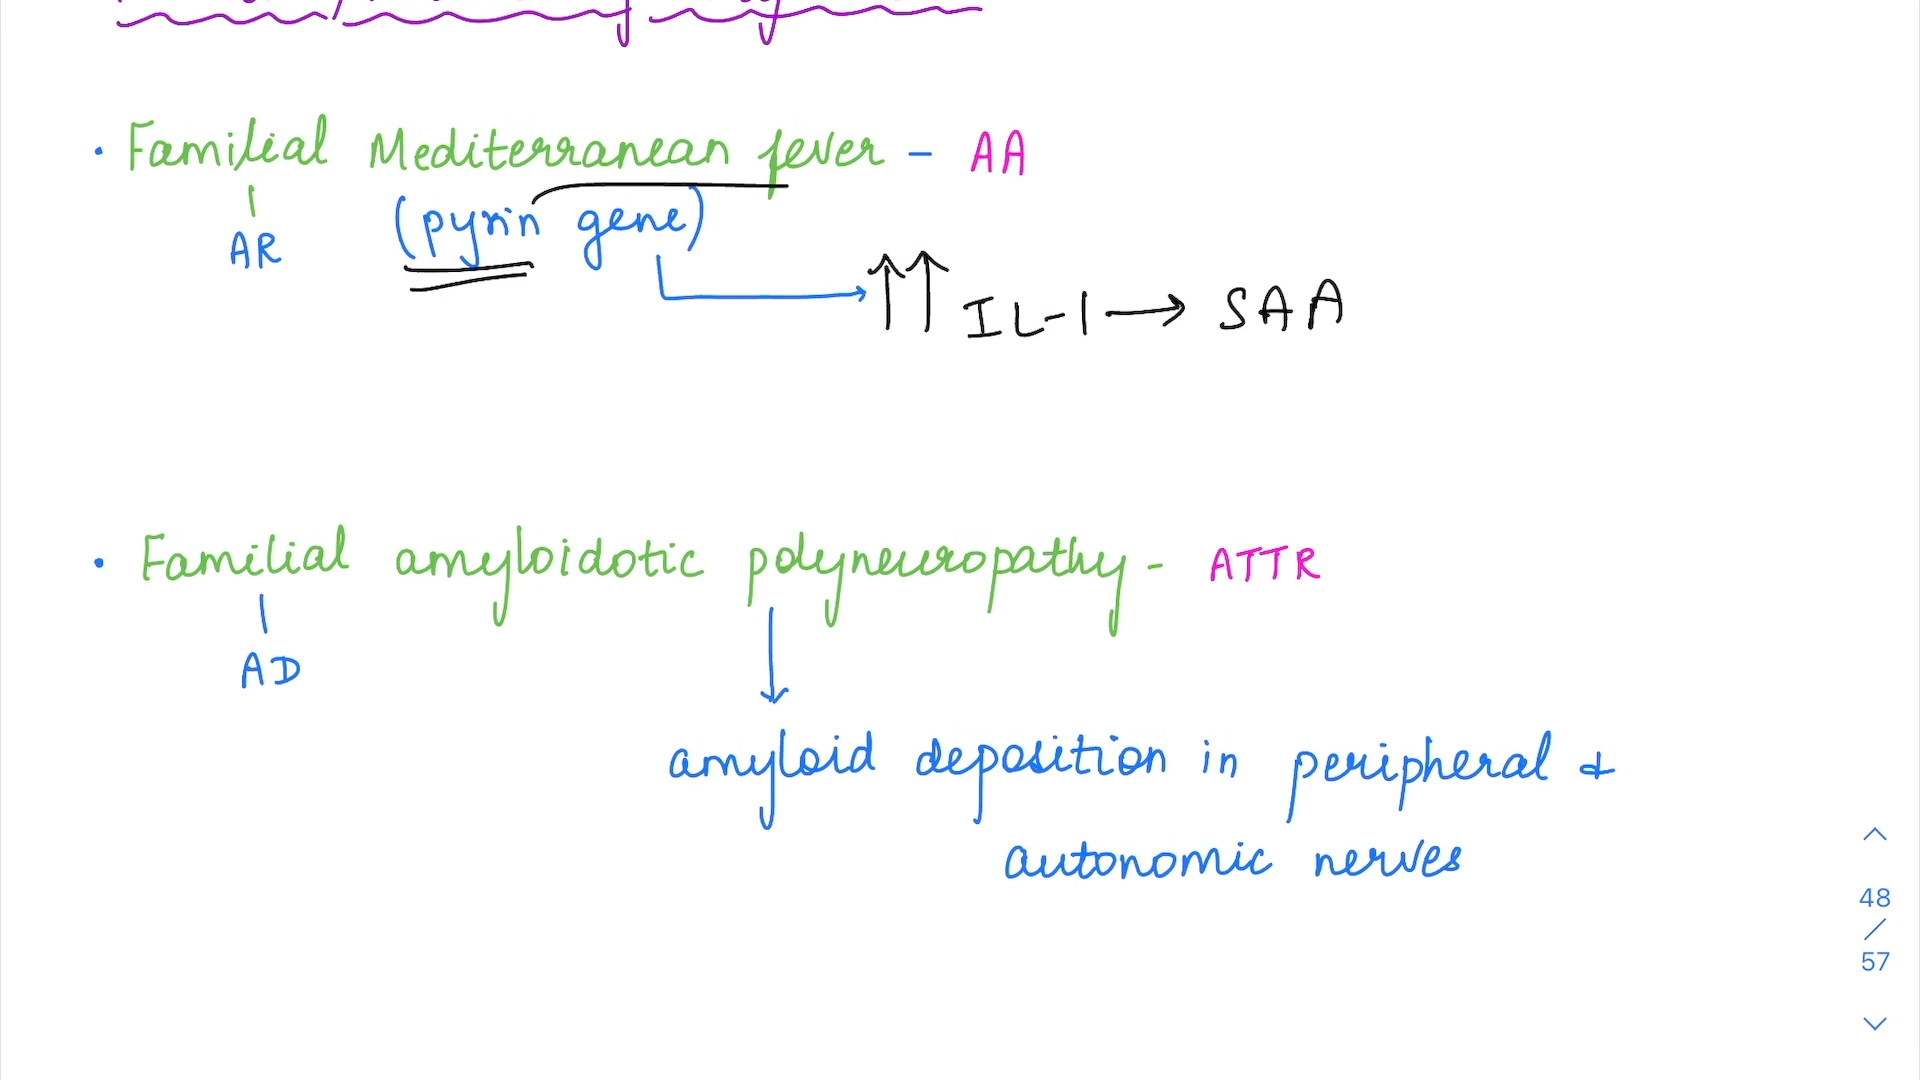 • Familial Mediterranean fever – AA
AR (pyrin gene)
↑↑ IL-1 → SAA
• Familial amyloidotic polyneuropathy - ATTR
AD
amyloid deposition in peripheral &
autonomic nerves
48
/
57